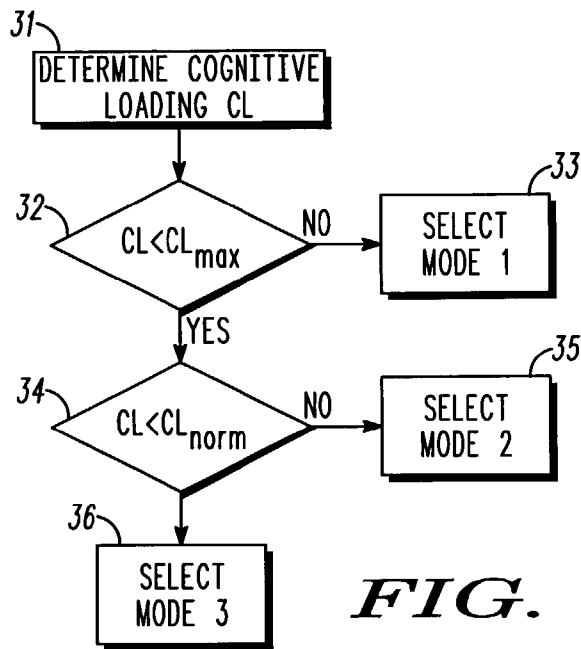 31
DETERMINE COGNITIVE
LOADING CL
32
CL<CLmax
NO
33
SELECT
MODE 1
YES
34
CL<CLnorm
NO
35
SELECT
MODE 2
36
SELECT
MODE 3
FIG.